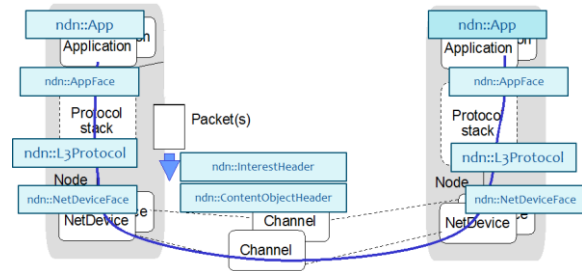 ndn::App
Application
ndn::AppFace
Protocol
stack
ndn::L3Protocol
Node
ndn::NetDeviceFace
NetDevice
Packet(s)
ndn::InterestHeader
ndn::ContentObjectHeader
Channel
Channel
ndn::App
Application
ndn::AppFace
Protocol
stack
ndn::L3Protocol
Node
ndn::NetDeviceFace
NetDevice